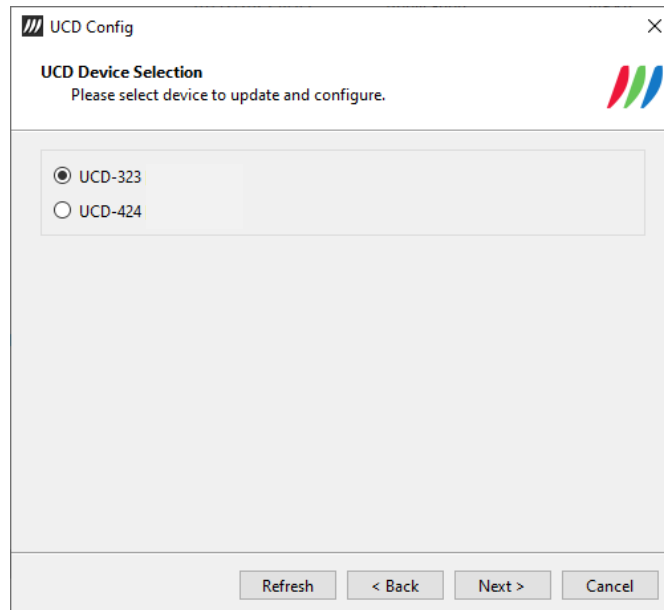 UCD Config
UCD Device Selection
Please select device to update and configure.
UCD-323
UCD-424
Refresh
< Back
Next >
Cancel